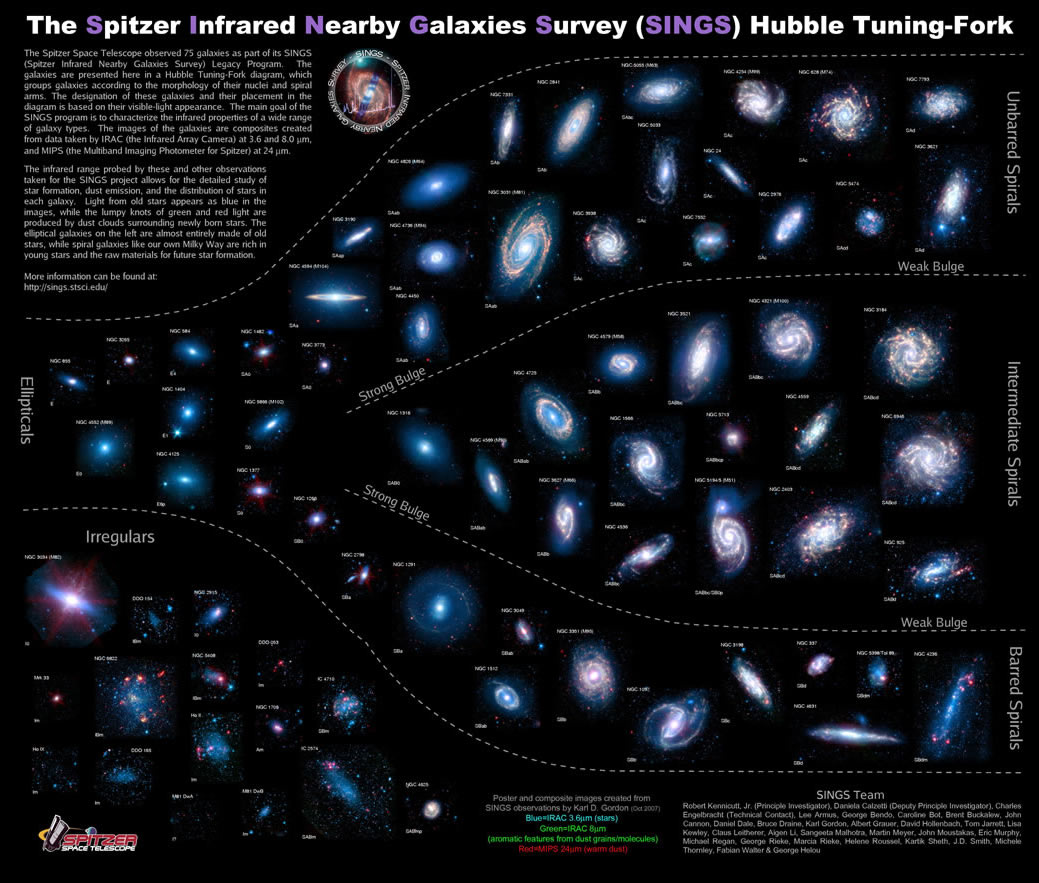 The Spitzer Infrared Nearby Galaxies Survey (SINGS) Hubble Tuning-Fork
The Spitzer Space Telescope observed 75 galaxies as part of its SINGS
(Spitzer Infrared Nearby Galaxies Survey) Legacy Program. The
galaxies are presented here in a Hubble Tuning-Fork diagram, which
groups galaxies according to the morphology of their nuclei and spiral
arms. The designation of these galaxies and their placement in the
diagram is based on their visible-light appearance. The main goal of the
SINGS program is to characterize the infrared properties of a wide range
of galaxy types. The images of the galaxies are composites created
from data taken by IRAC (the Infrared Array Camera) at 3.6 and 8.0 μm,
and MIPS (the Multiband Imaging Photometer for Spitzer) at 24 μm.
The infrared range probed by these and other observations
taken for the SINGS project allows for the detailed study of
star formation, dust emission, and the distribution of stars in
each galaxy. Light from old stars appears as blue in the
images, while the lumpy knots of green and red light are
produced by dust clouds surrounding newly born stars. The
elliptical galaxies on the left are almost entirely made of old
stars, while spiral galaxies like our own Milky Way are rich in
young stars and the raw materials for future star formation.
More information can be found at:
http://sings.stsci.edu/
SINGS
SPITZER INFRARED NEARBY GALAXIES SURVEY
Unbarred Spirals
NGC 5055 (M63)
SAbc
NGC 4254 (M99)
SAc
NGC 628 (M74)
SAc
NGC 7793
SAd
NGC 7331
SAb
NGC 2841
SAb
NGC 5033
SAc
NGC 24
SAc
NGC 2976
SAc
NGC 5474
SAcd
NGC 3621
SAd
NGC 4826 (M64)
SAab
NGC 3031 (M81)
SAab
NGC 3938
SAc
NGC 7552
SAc
NGC 3190
SAap
NGC 4736 (M94)
SAab
NGC 4594 (M104)
SAa
NGC 4450
SAab
Weak Bulge
Strong Bulge
Ellipticals
NGC 855
E
NGC 3265
E
NGC 584
E4
NGC 1482
SAo
NGC 3773
SAo
NGC 1404
E1
NGC 4552 (M89)
E0
NGC 5866 (M102)
S0
NGC 4125
E6p
NGC 1377
S0
NGC 1266
SB0
NGC 1316
SAB0
Intermediate Spirals
NGC 4321 (M100)
SABbc
NGC 3184
SABcd
NGC 3521
SABbc
NGC 4579 (M58)
SABb
NGC 4725
SABab
NGC 1566
SABbc
NGC 5713
SABbcp
NGC 4559
SABcd
NGC 6946
SABcd
NGC 4569
SABab
NGC 3627 (M66)
SABb
NGC 4536
SABbc
NGC 5194/5 (M51)
SABbc/SB0p
NGC 2403
SABcd
NGC 925
SABd
Strong Bulge
Weak Bulge
Irregulars
NGC 3034 (M82)
I0
DDO 154
IBm
NGC 2915
I0
DDO 053
Im
Mrk 33
Im
NGC 6822
IBm
NGC 5408
IBm
IC 4710
SBm
Ho II
Im
NGC 1705
Am
Ho IX
Im
DDO 165
Im
M81 DwA
M81 DwB
Im
IC 2574
SABm
NGC 4625
SABmp
Barred Spirals
NGC 2798
SBa
NGC 1291
SBa
NGC 3049
SBab
NGC 1512
SBab
NGC 3351 (M95)
SBb
NGC 1097
SBb
NGC 3198
SBc
NGC 337
SBd
NGC 5398/Tol 89
SBdm
NGC 4236
SBdm
NGC 4631
SBd
SPITZER
SPACE TELESCOPE
Poster and composite images created from
SINGS observations by Karl D. Gordon (Oct 2007)
Blue=IRAC 3.6μm (stars)
Green=IRAC 8μm
(aromatic features from dust grains/molecules)
Red=MIPS 24μm (warm dust)
SINGS Team
Robert Kennicutt, Jr. (Principle Investigator), Daniela Calzetti (Deputy Principle Investigator), Charles
Engelbracht (Technical Contact), Lee Armus, George Bendo, Caroline Bot, Brent Buckalew, John
Cannon, Daniel Dale, Bruce Draine, Karl Gordon, Albert Grauer, David Hollenbach, Tom Jarrett, Lisa
Kewley, Claus Leitherer, Aigen Li, Sangeeta Malhotra, Martin Meyer, John Moustakas, Eric Murphy,
Michael Regan, George Rieke, Marcia Rieke, Helene Roussel, Kartik Sheth, J.D. Smith, Michele
Thornley, Fabian Walter & George Helou